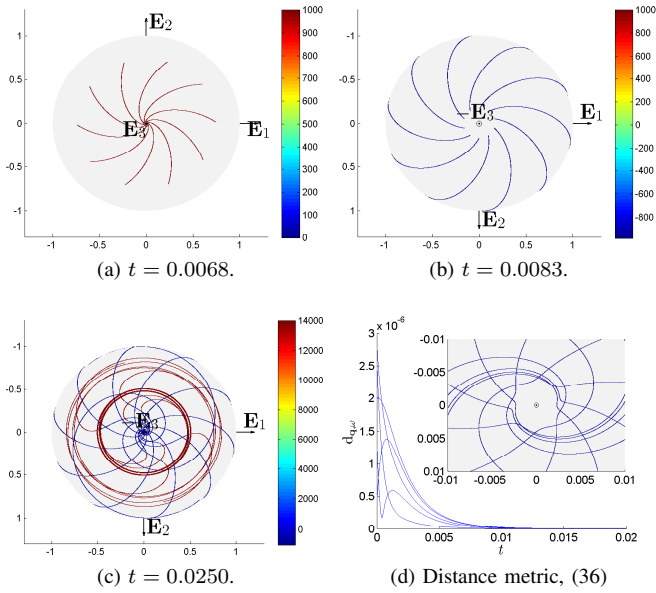 E2
1
0.5
0
0.5
1
-1 -0.5 0 0.5 1
E3
E1
1000
900
800
700
600
500
400
300
200
100
0
(a) t = 0.0068.
-1
-0.5
0
0.5
1
-1 -0.5 0 0.5 1
E3
E1
E2
1000
800
600
400
200
0
-200
-400
-600
-800
(b) t = 0.0083.
-1
-0.5
0
0.5
1
-1 -0.5 0 0.5 1
E3
E1
E2
14000
12000
10000
8000
6000
4000
2000
0
(c) t = 0.0250.
x 10^-6
3
2.5
2
1.5
1
0.5
0
d_q,ω
0 0.005 0.01 0.015 0.02
t
-0.01
-0.005
0
0.005
0.01
-0.01 -0.005 0 0.005 0.01
(d) Distance metric, (36)